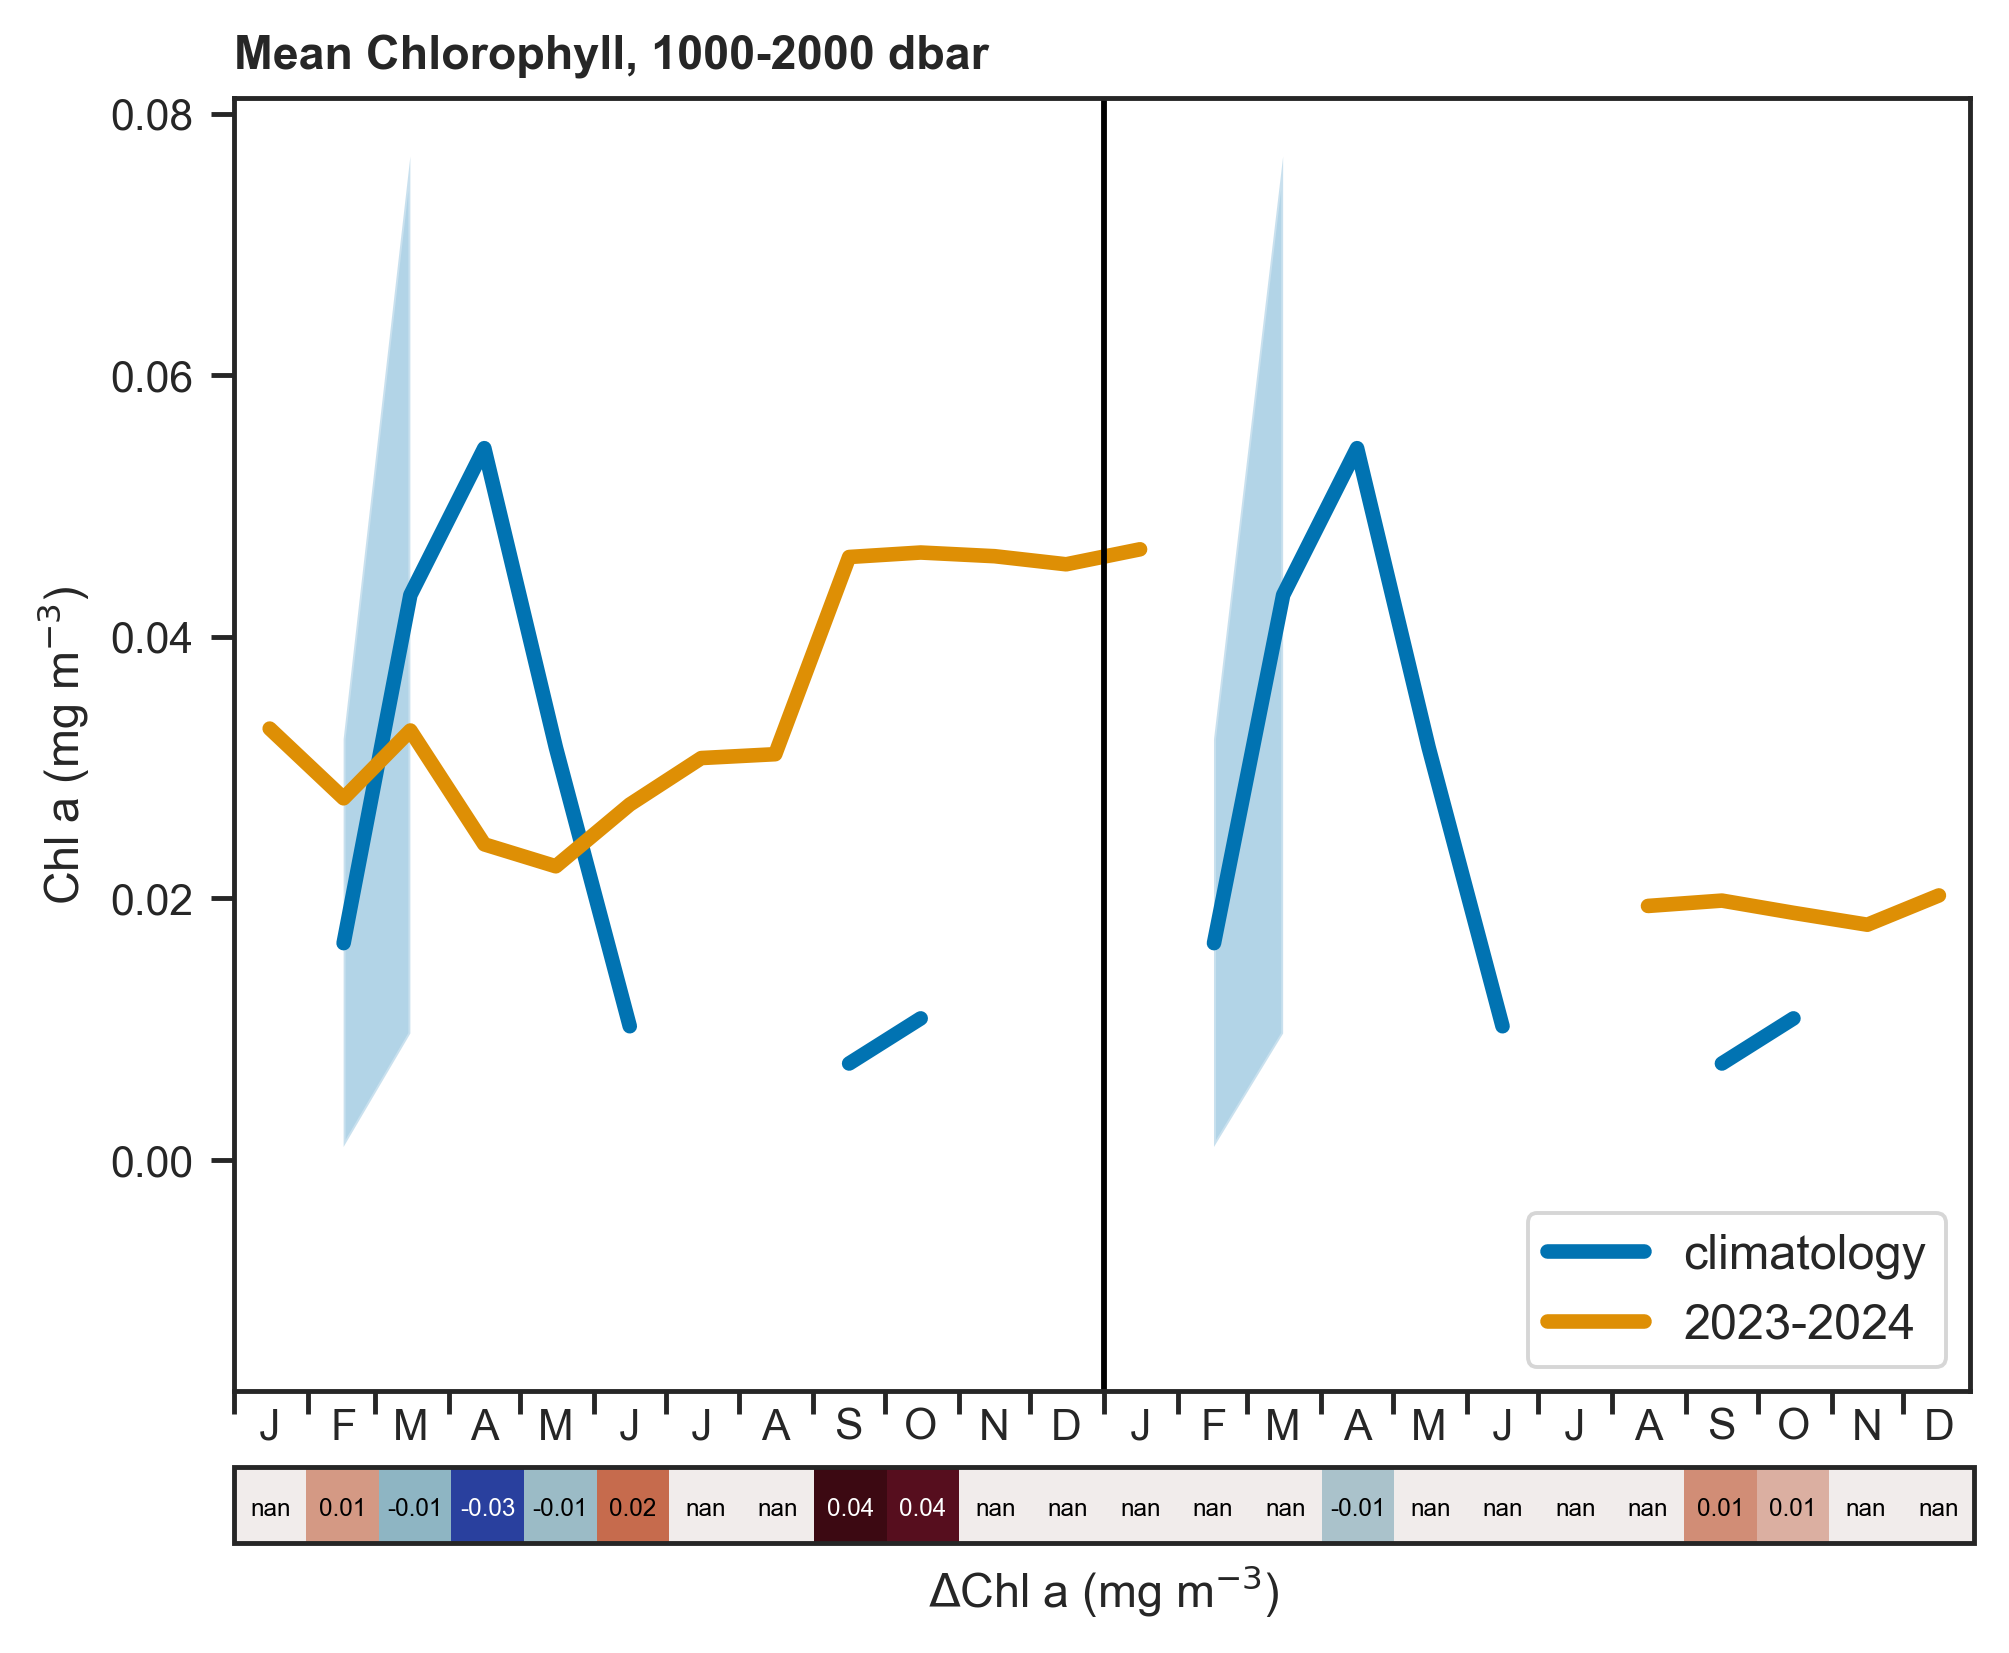 Mean Chlorophyll, 1000-2000 dbar
0.08
0.06
0.04
0.02
0.00
Chl a (mg m⁻³)
climatology
2023-2024
J F M A M J J A S O N D J F M A M J J A S O N D
nan 0.01 -0.01 -0.03 -0.01 0.02 nan nan 0.04 0.04 nan nan nan nan nan -0.01 nan nan nan nan 0.01 0.01 nan nan
ΔChl a (mg m⁻³)